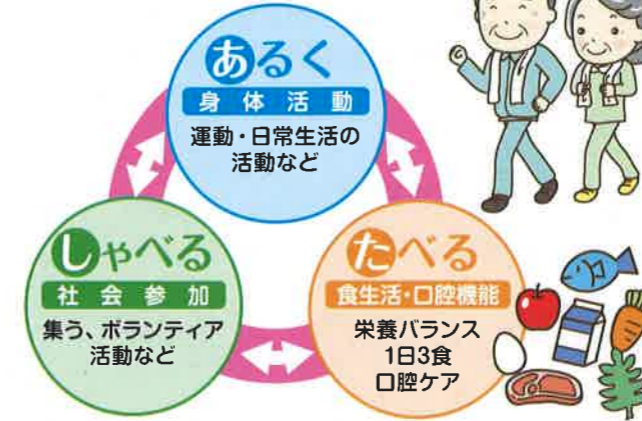 あるく
身体活動
運動・日常生活の
活動など
しゃべる
社会参加
集う、ボランティア
活動など
たべる
食生活・口腔機能
栄養バランス
1日3食
口腔ケア